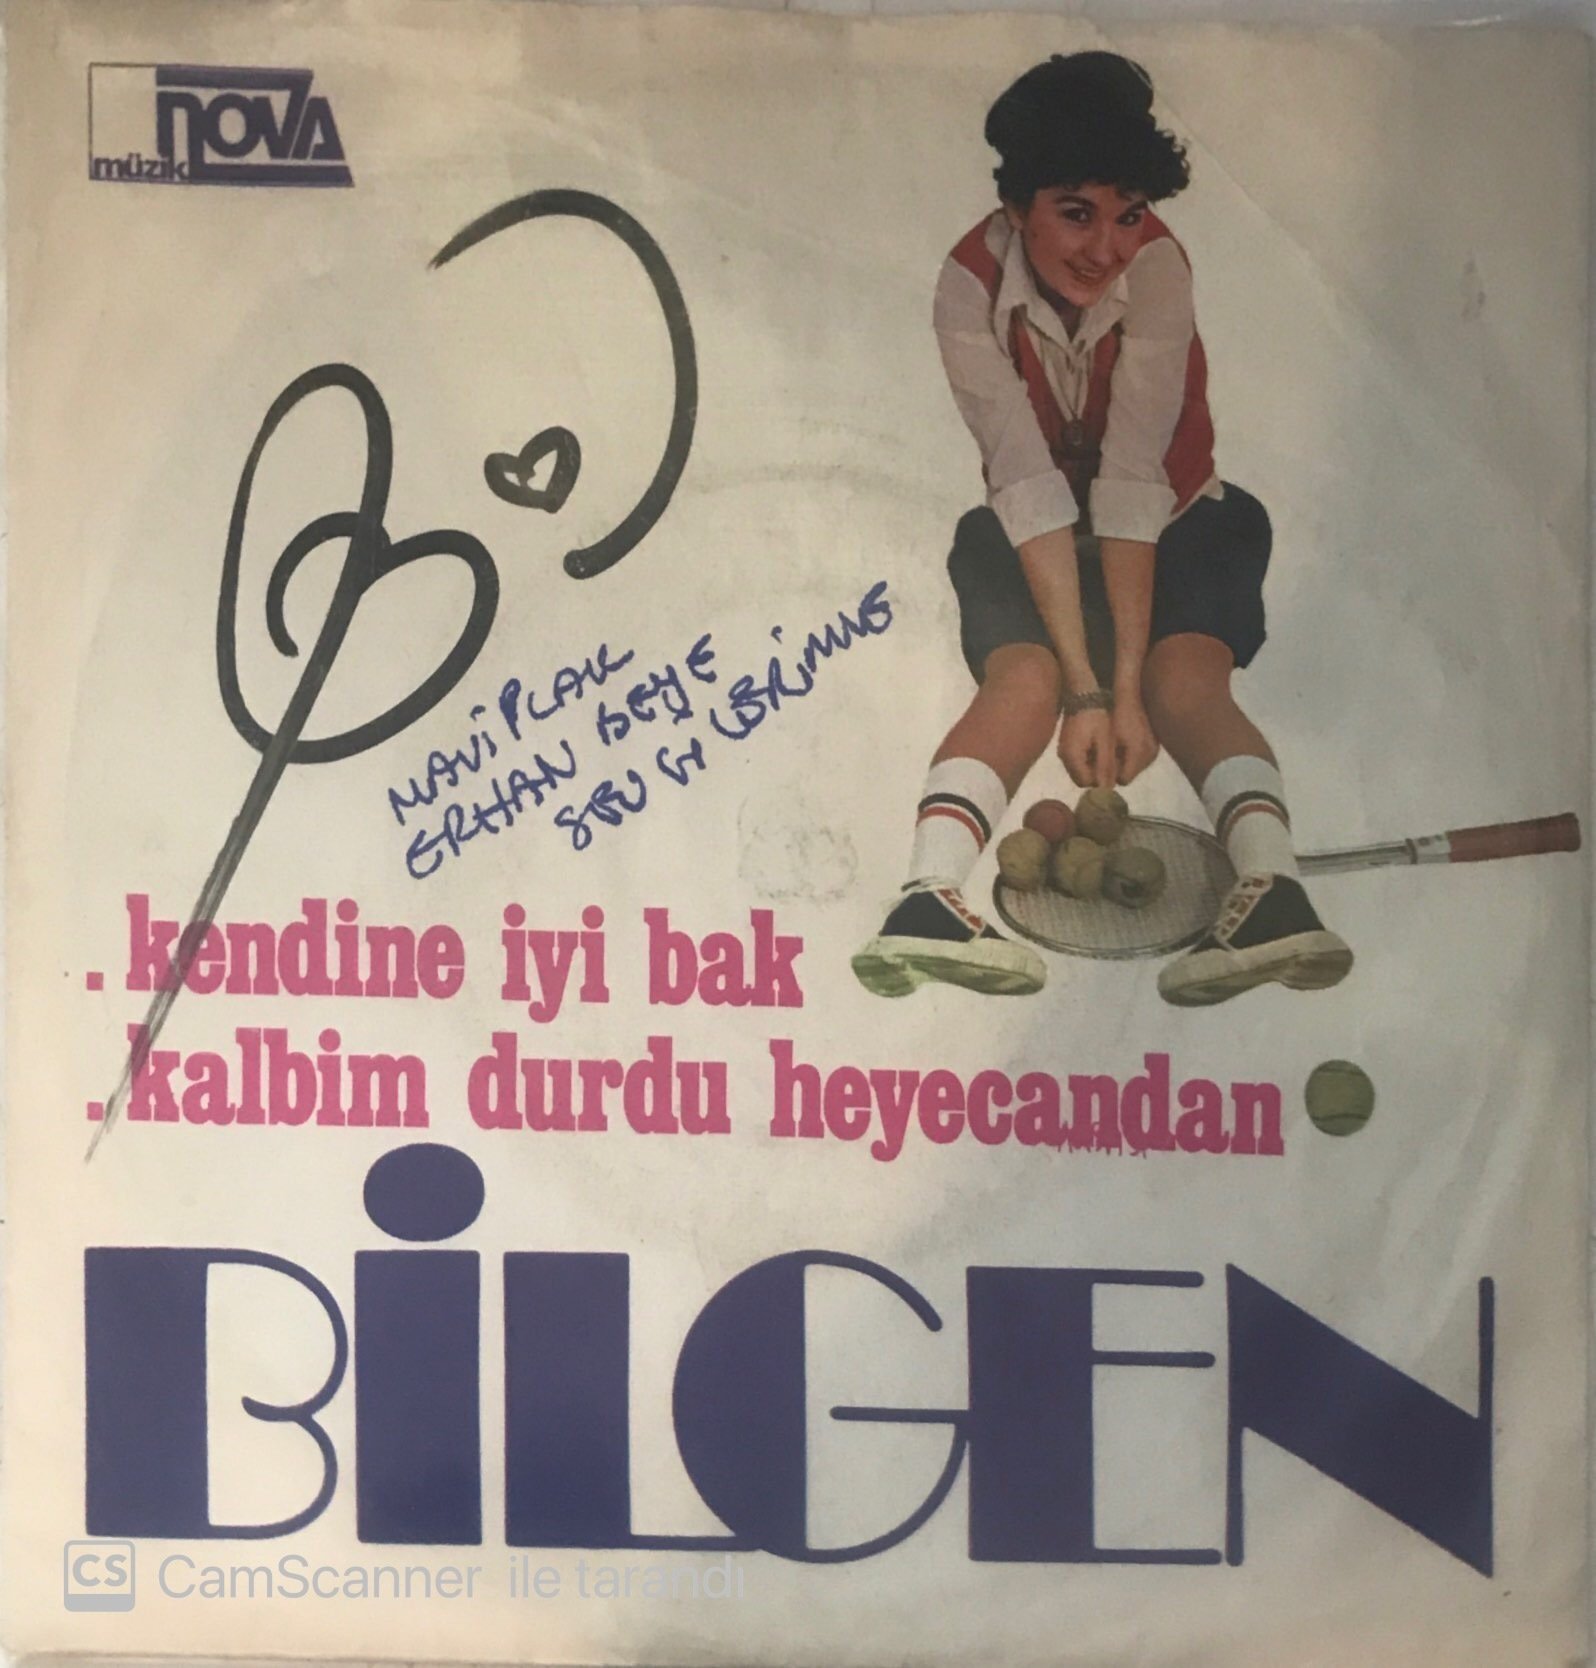 nova
müzik
MAVİ PLAK
ERHAN BEYE
SEVGİLERİMLE
. kendine iyi bak
. kalbim durdu heyecandan
BİLGEN
CS CamScanner ile tarandı